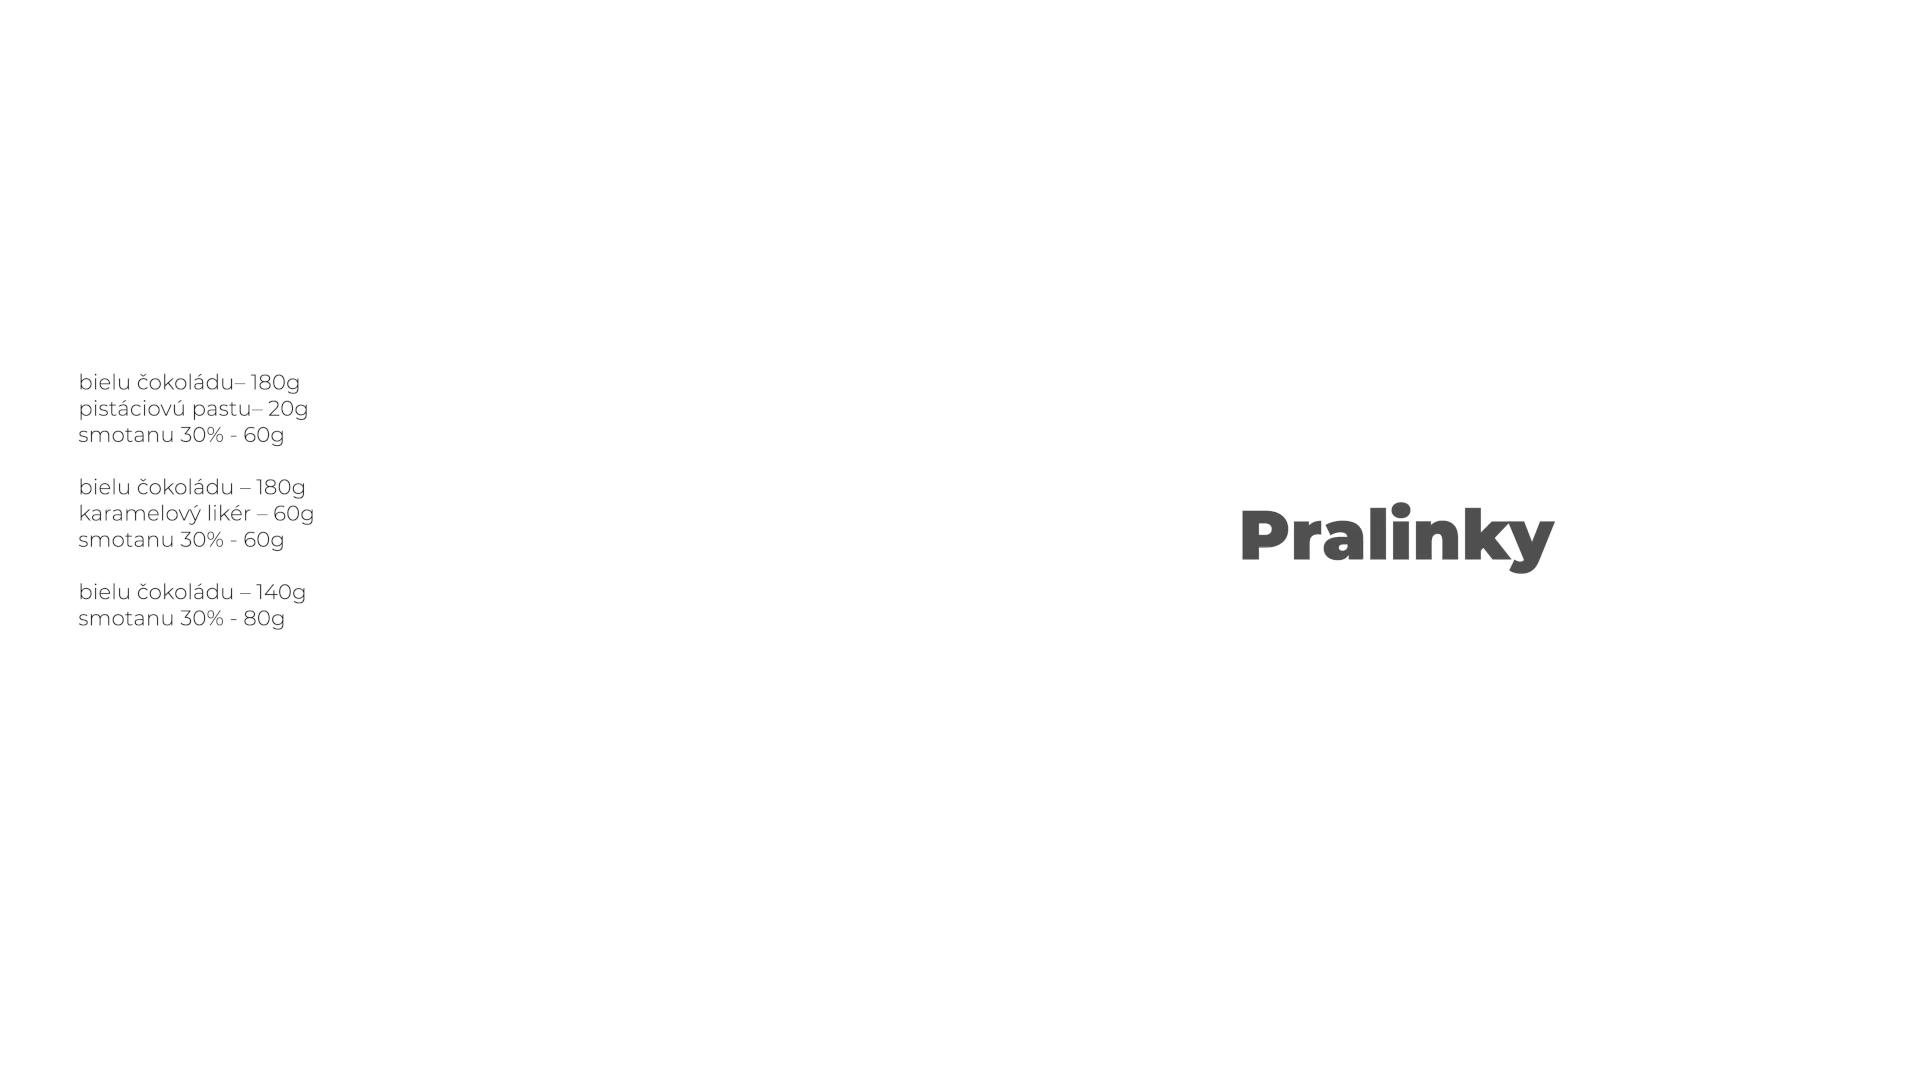 bielu čokoládu– 180g
pistáciovú pastu– 20g
smotanu 30% - 60g
bielu čokoládu – 180g
karamelový likér – 60g
smotanu 30% - 60g
bielu čokoládu – 140g
smotanu 30% - 80g
Pralinky